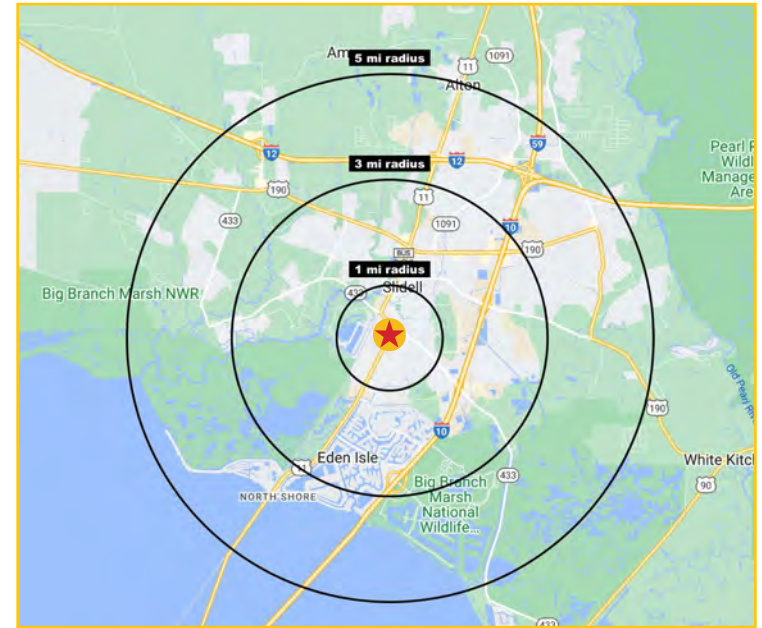 Am
5 mi radius
1091
11
Alton
59
12
3 mi radius
12
Pearl
Wildl
Manage
Are
190
11
433
1091
10
BUS
190
1 mi radius
Big Branch Marsh NWR
433
Slidell
Old Pearl
190
10
Eden Isle
11
White Kitc
433
Big Branch
Marsh
National
Wildlife...
90
NORTH SHORE
433